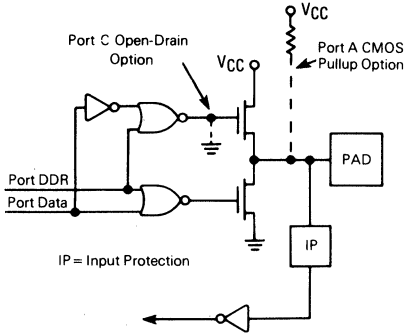 VCC
Port C Open-Drain
Option
VCC
Port A CMOS
Pullup Option
PAD
Port DDR
Port Data
IP
IP = Input Protection